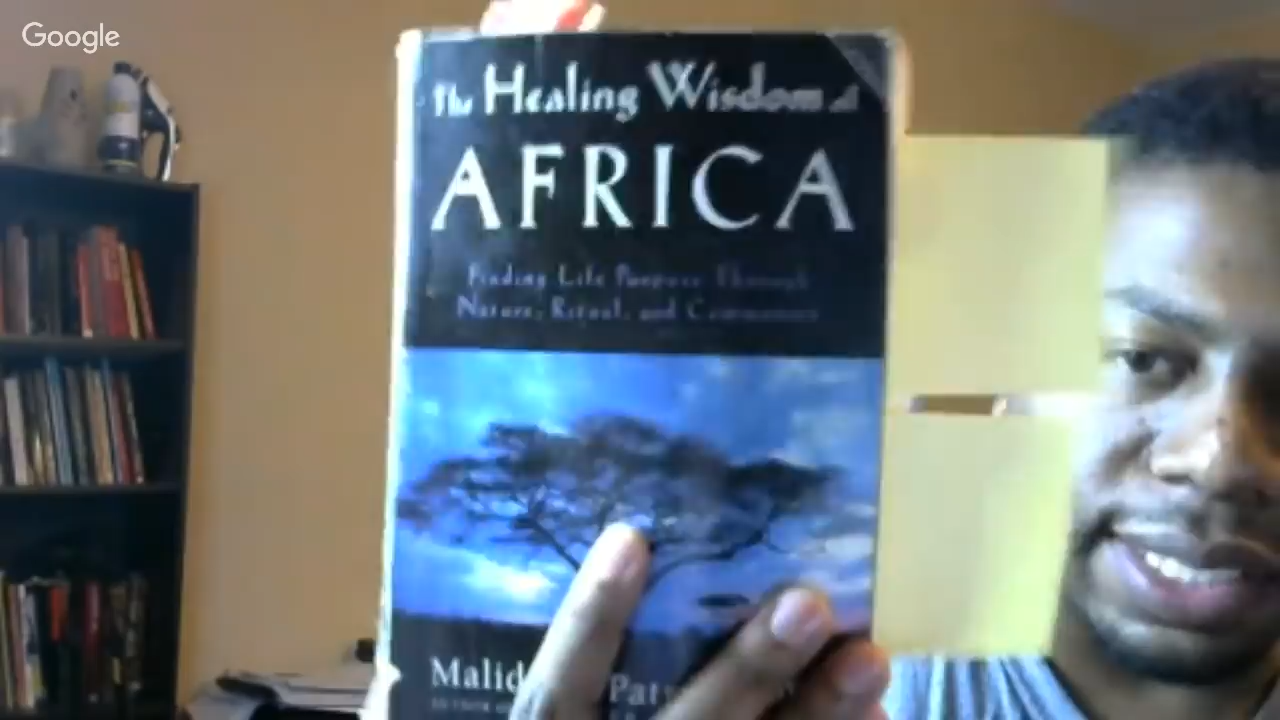 Google
The Healing Wisdom of
AFRICA
Finding Life Purpose Through
Nature, Ritual, and Community
Malid
Pat